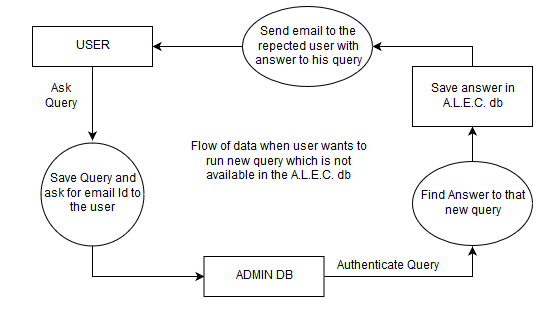 USER
Send email to the
repected user with
answer to his query
Save answer in
A.L.E.C. db
Ask
Query
Flow of data when user wants to
run new query which is not
available in the A.L.E.C. db
Save Query and
ask for email Id to
the user
Find Answer to that
new query
ADMIN DB
Authenticate Query